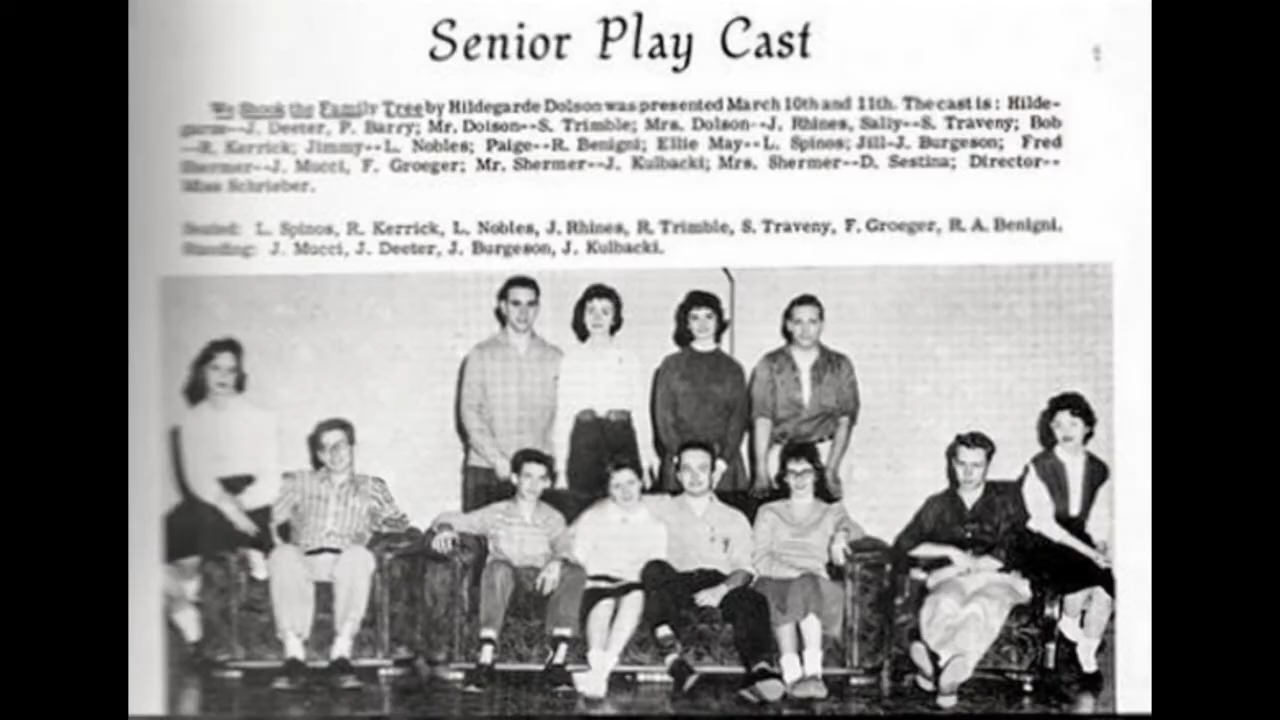 Senior Play Cast
We Shook the Family Tree by Hildegarde Dolson was presented March 10th and 11th. The cast is: Hilde-
garde--J. Deeter, P. Barry; Mr. Dolson--S. Trimble; Mrs. Dolson--J. Rhines, Sally--S. Traveny; Bob
--R. Kerrick; Jimmy--L. Nobles; Paige--R. Benigni; Ellie May--L. Spinos; Jill-J. Burgeson; Fred
Shermer--J. Mucci, F. Groeger; Mr. Shermer--J. Kulbacki; Mrs. Shermer--D. Sestina; Director--
Miss Schrieber.
Seated: L. Spinos, R. Kerrick, L. Nobles, J. Rhines, R. Trimble, S. Traveny, F. Groeger, R. A. Benigni.
Standing: J. Mucci, J. Deeter, J. Burgeson, J. Kulbacki.